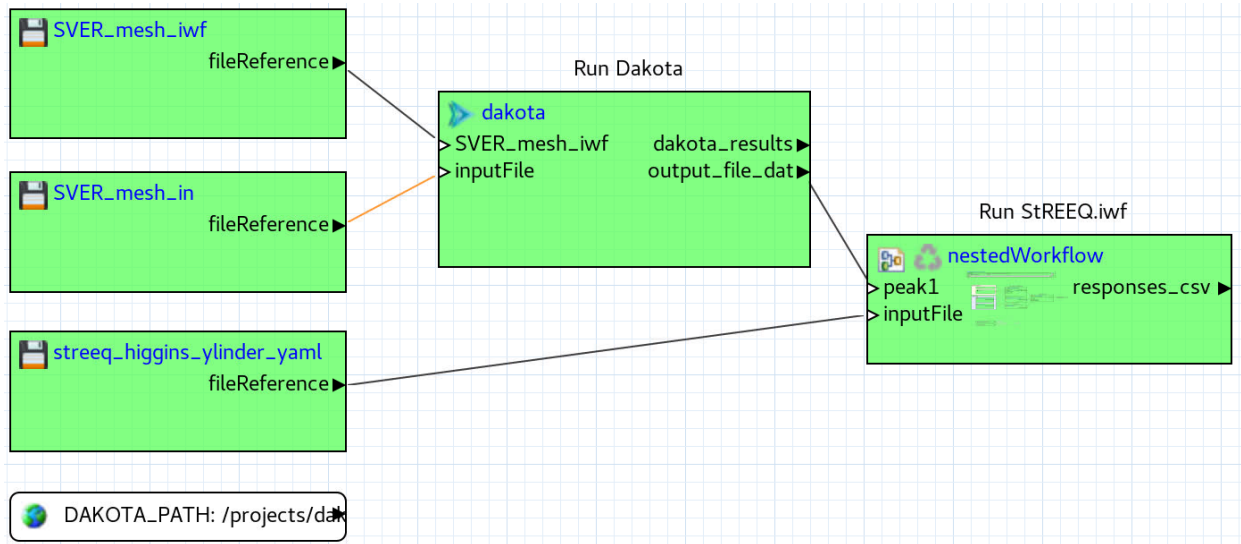 SVER_mesh_iwf
fileReference
SVER_mesh_in
fileReference
streeq_higgins_ylinder_yaml
fileReference
DAKOTA_PATH: /projects/dak
Run Dakota
dakota
SVER_mesh_iwf dakota_results
inputFile output_file_dat
Run StREEQ.iwf
nestedWorkflow
peak1 responses_csv
inputFile